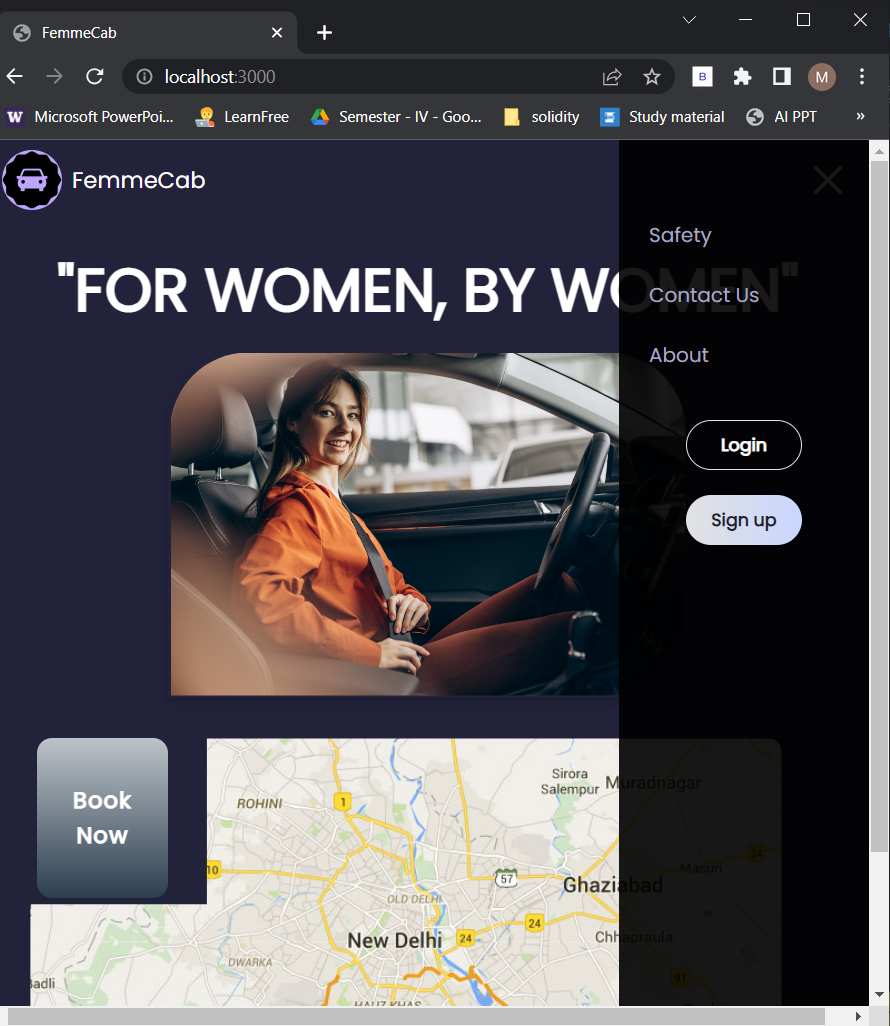 FemmeCab
localhost:3000
B
M
W
Microsoft PowerPoi...
LearnFree
Semester - IV - Goo...
solidity
Study material
AI PPT
»
FemmeCab
Safety
"FOR WOMEN, BY WOMEN"
Contact Us
About
Login
Sign up
Book
Now
Sirora
Salempur
Muradnagar
ROHINI
1
24
10
57
Masuri
OLD DELHI
Ghaziabad
24
New Delhi
24
Chhapraula
DWARKA
91
Badli
HAUZ KHAS